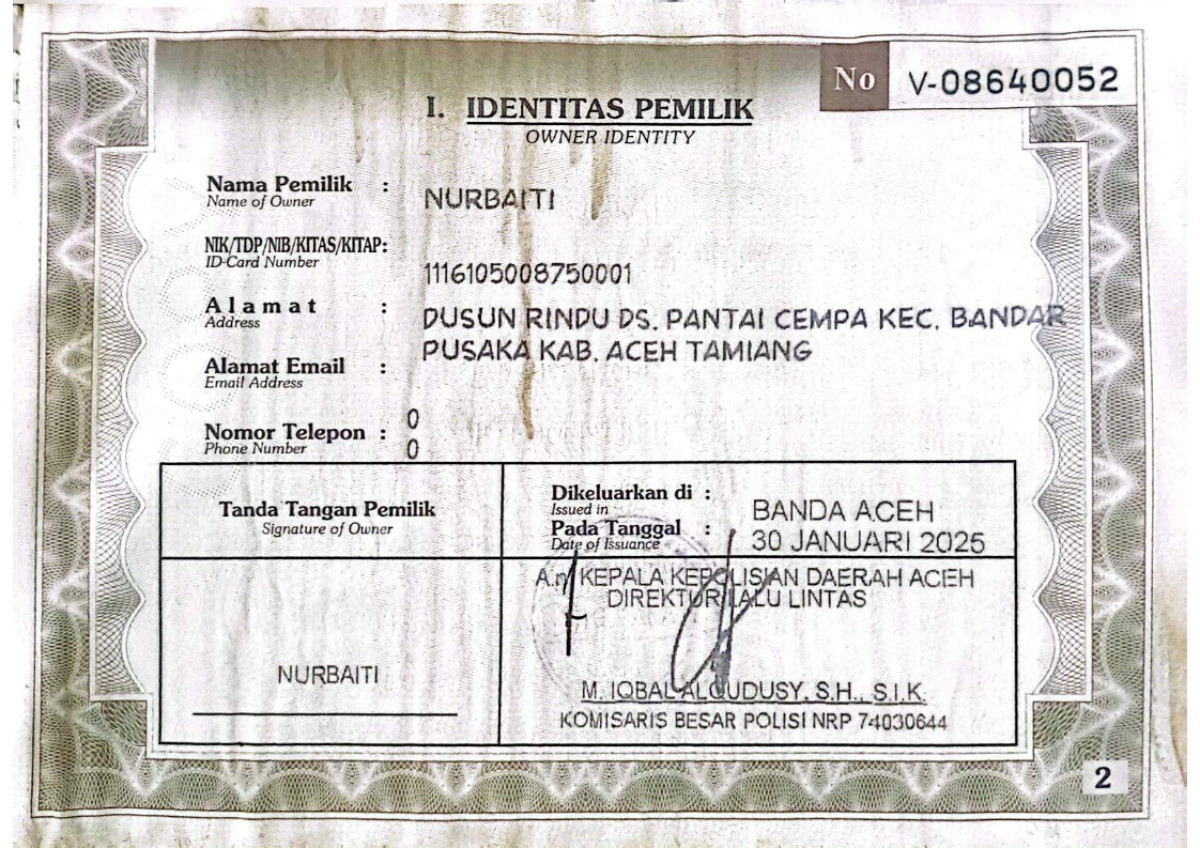 No V-08640052
I. IDENTITAS PEMILIK
OWNER IDENTITY
Nama Pemilik : NURBAITI
Name of Owner
NIK/TDP/NIB/KITAS/KITAP:
ID-Card Number
1116105008750001
Alamat : DUSUN RINDU DS. PANTAI CEMPA KEC. BANDAR
Address
PUSAKA KAB. ACEH TAMIANG
Alamat Email :
Email Address
0
Nomor Telepon :
Phone Number 0
Tanda Tangan Pemilik
Signature of Owner
Dikeluarkan di : BANDA ACEH
Issued in
Pada Tanggal : 30 JANUARI 2025
Date of Issuance
A.n KEPALA KEPOLISIAN DAERAH ACEH
DIREKTUR LALU LINTAS
NURBAITI
M. IQBAL ALQUDUSY, S.H., S.I.K.
KOMISARIS BESAR POLISI NRP 74030644
2